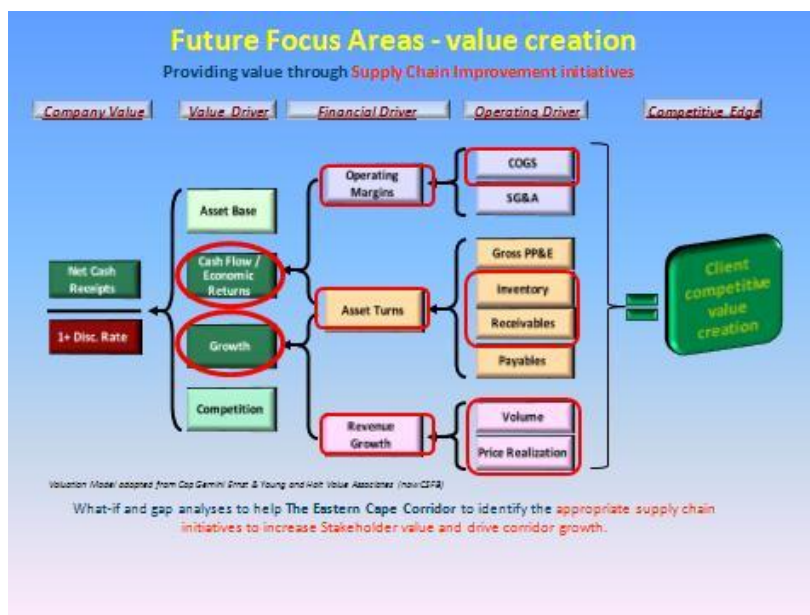 Future Focus Areas - value creation
Providing value through Supply Chain Improvement initiatives
Company Value
Value Driver
Financial Driver
Operating Driver
Competitive Edge
Net Cash
Receipts
1+ Disc. Rate
Asset Base
Cash Flow /
Economic
Returns
Growth
Competition
Operating
Margins
Asset Turns
Revenue
Growth
COGS
SG&A
Gross PP&E
Inventory
Receivables
Payables
Volume
Price Realization
Client
competitive
value
creation
Valuation Model adapted from Cap Gemini Ernst & Young and Holt Value Associates (now CSFB)
What-if and gap analyses to help The Eastern Cape Corridor to identify the appropriate supply chain
initiatives to increase Stakeholder value and drive corridor growth.